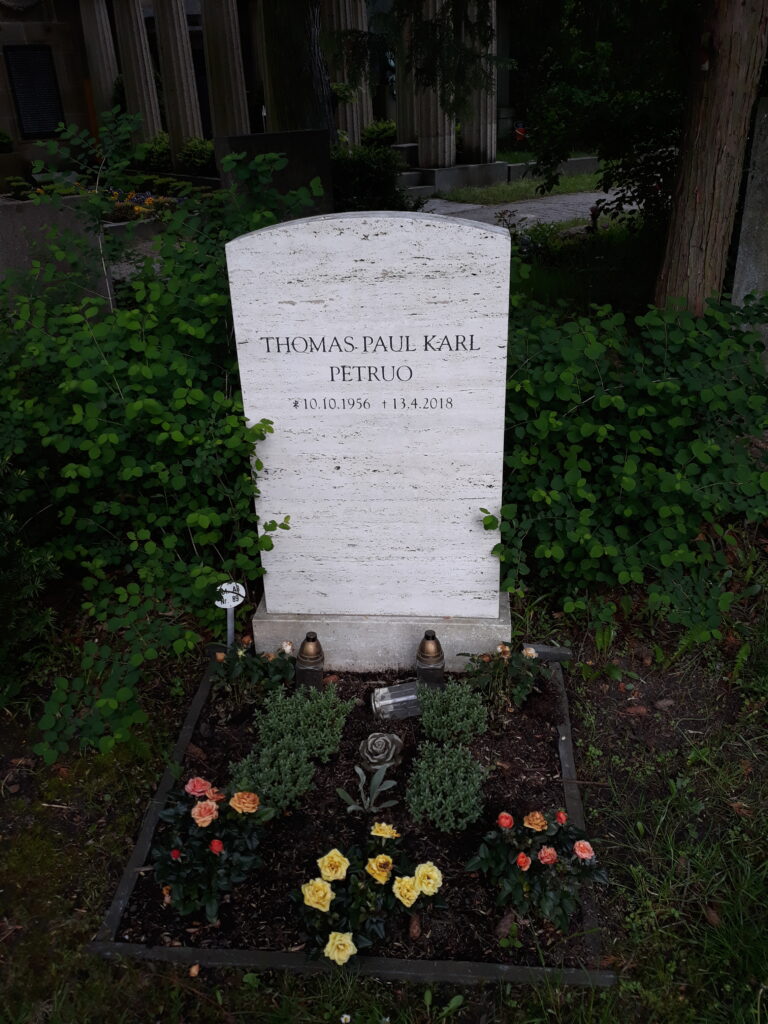 THOMAS PAUL KARL
PETRUO
*10.10.1956 †13.4.2018